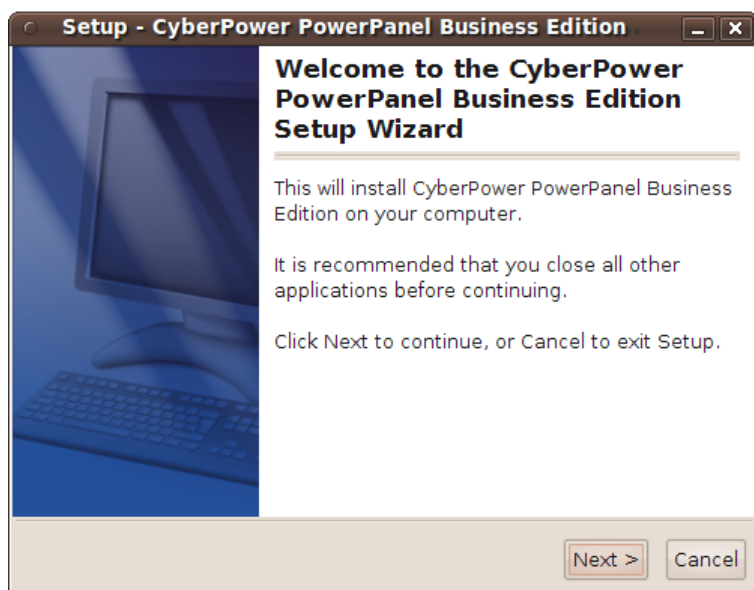 Setup - CyberPower PowerPanel Business Edition
Welcome to the CyberPower
PowerPanel Business Edition
Setup Wizard
This will install CyberPower PowerPanel Business
Edition on your computer.
It is recommended that you close all other
applications before continuing.
Click Next to continue, or Cancel to exit Setup.
Next >
Cancel